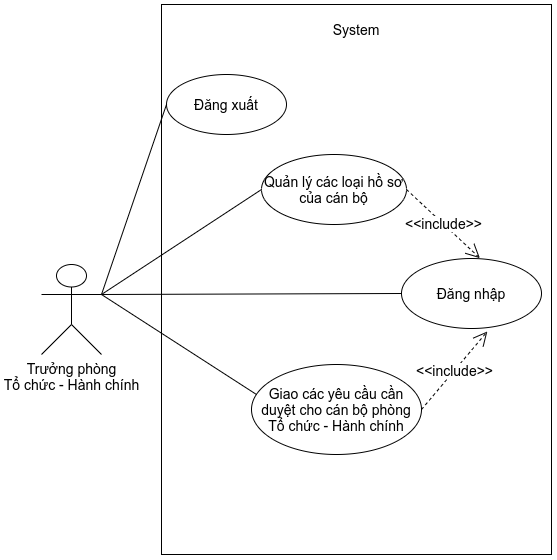 System
Đăng xuất
Quản lý các loại hồ sơ
của cán bộ
<<include>>
Đăng nhập
Trưởng phòng
Tổ chức - Hành chính
<<include>>
Giao các yêu cầu cần
duyệt cho cán bộ phòng
Tổ chức - Hành chính